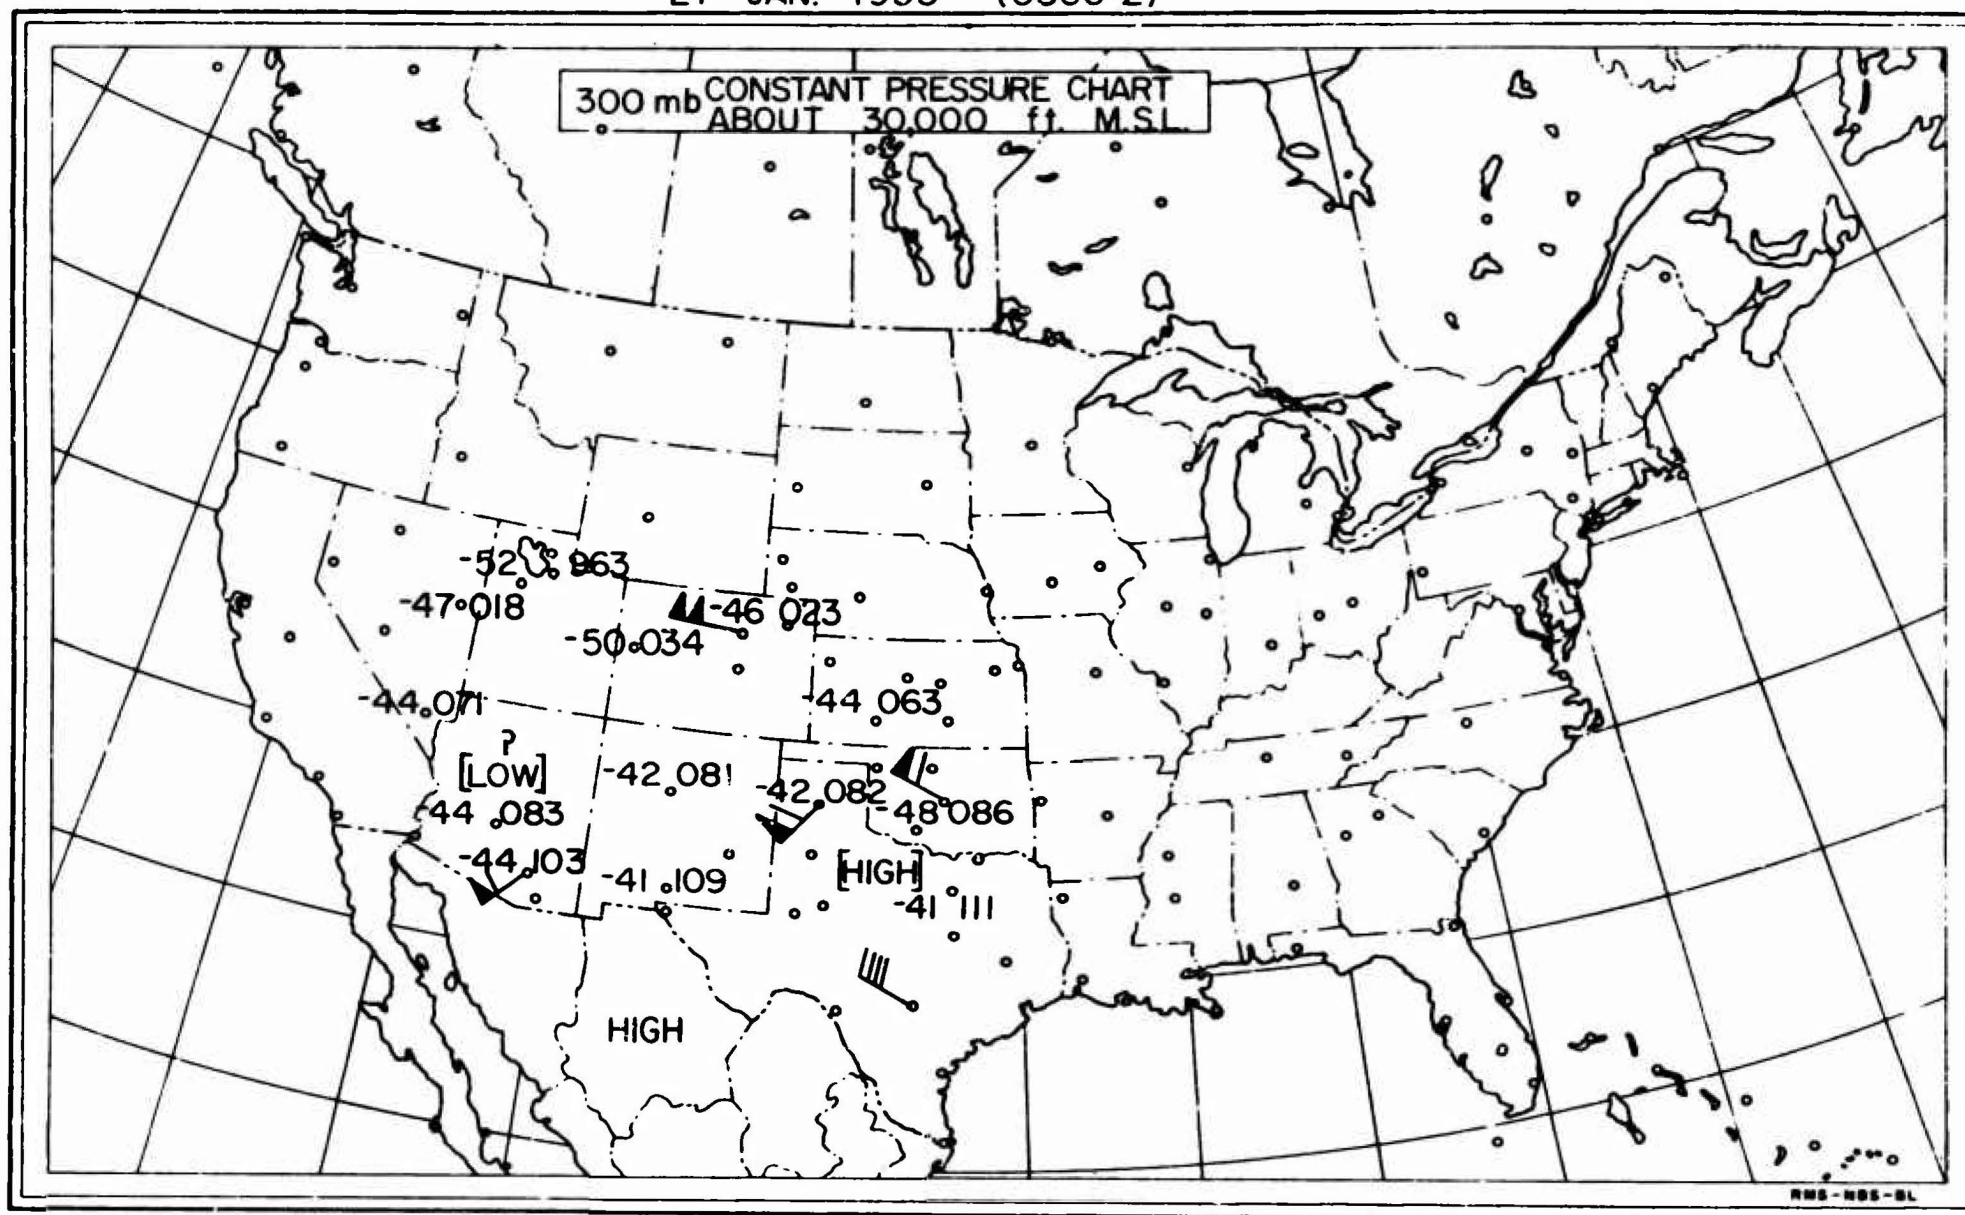 300 mb CONSTANT PRESSURE CHART
ABOUT 30,000 ft. M.S.L.
-52 963
-47 018
-46 023
-50 034
-44 071
-44 063
?
[LOW]
-42 081
-42 082
-44 083
-48 086
-44 103
[HIGH]
-41 109
-41 111
HIGH